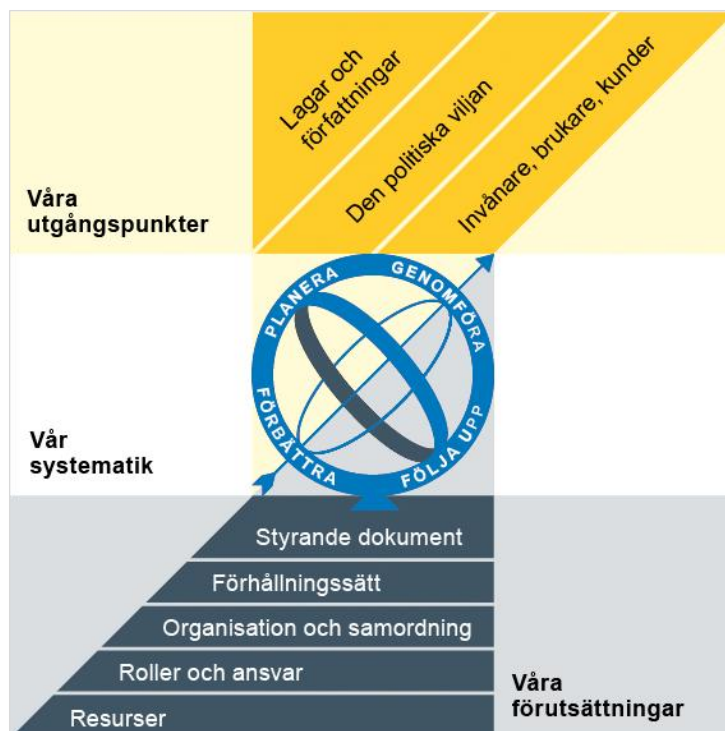 Lagar och
författningar
Den politiska viljan
Invånare, brukare, kunder
Våra
utgångspunkter
PLANERA
GENOMFÖRA
FÖLJA UPP
FÖRBÄTTRA
Vår
systematik
Styrande dokument
Förhållningssätt
Organisation och samordning
Roller och ansvar
Resurser
Våra
förutsättningar